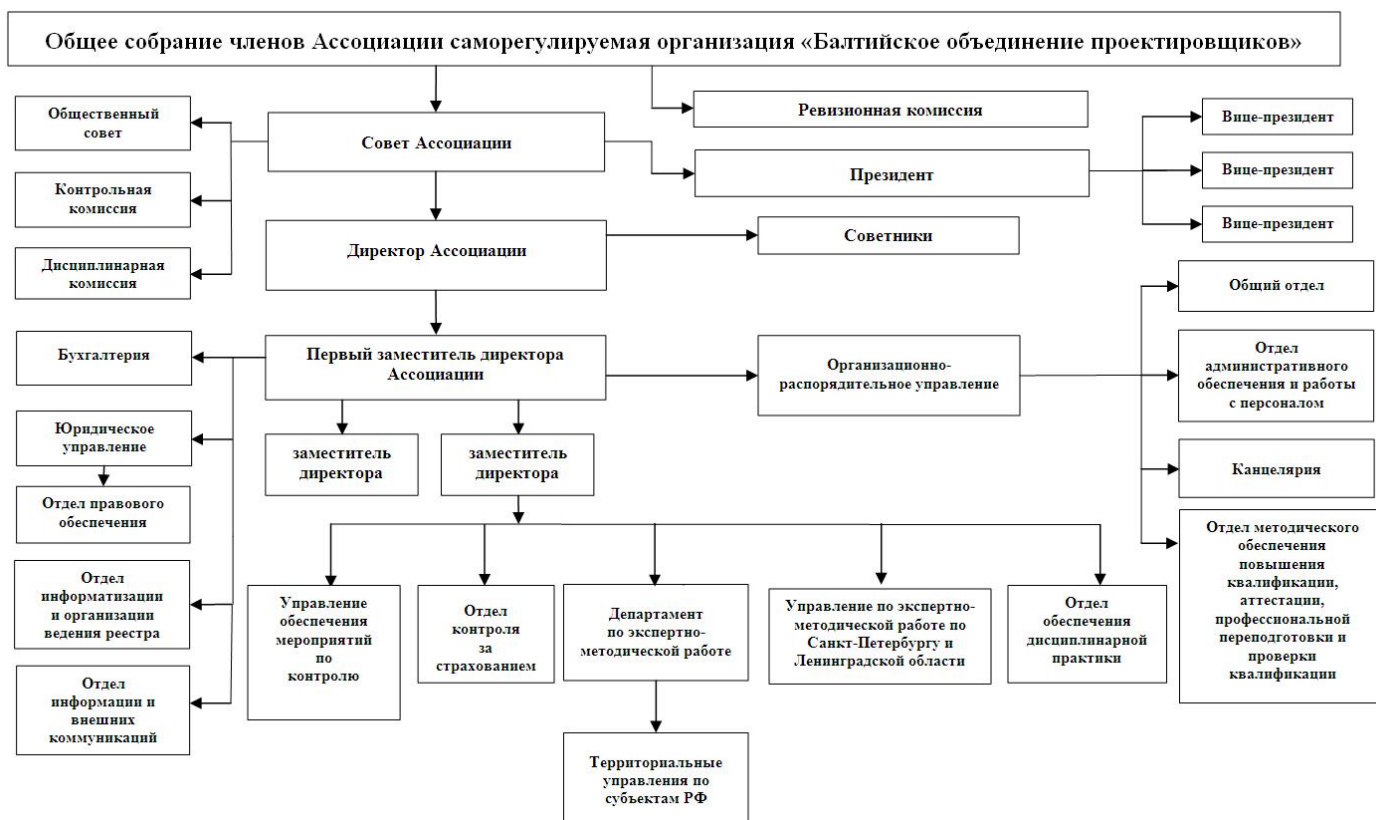 Общее собрание членов Ассоциации саморегулируемая организация «Балтийское объединение проектировщиков»
Общественный
совет
Ревизионная комиссия
Вице-президент
Совет Ассоциации
Президент
Вице-президент
Контрольная
комиссия
Вице-президент
Директор Ассоциации
Советники
Дисциплинарная
комиссия
Общий отдел
Бухгалтерия
Первый заместитель директора
Ассоциации
Организационно-
распорядительное управление
Отдел
административного
обеспечения и работы
с персоналом
Юридическое
управление
заместитель
директора
заместитель
директора
Канцелярия
Отдел правового
обеспечения
Отдел методического
обеспечения
повышения
квалификации,
аттестации,
профессиональной
переподготовки и
проверки
квалификации
Отдел
информатизации
и организации
ведения реестра
Управление
обеспечения
мероприятий
по
контролю
Отдел
контроля
за
страхованием
Департамент
по экспертно-
методической работе
Управление по экспертно-
методической работе по
Санкт-Петербургу и
Ленинградской области
Отдел
обеспечения
дисциплинарной
практики
Отдел
информации и
внешних
коммуникаций
Территориальные
управления по
субъектам РФ